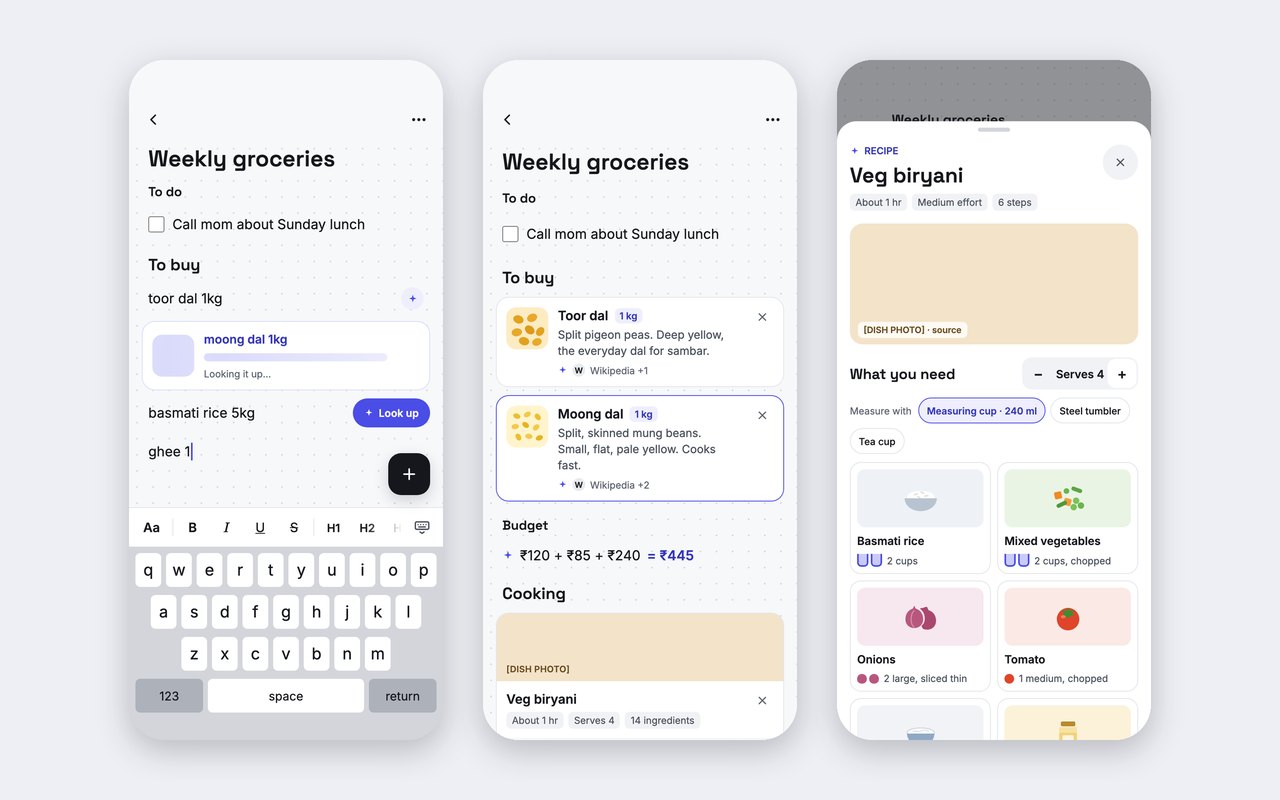 Weekly groceries
To do
Call mom about Sunday lunch
To buy
toor dal 1kg
moong dal 1kg
Looking it up...
basmati rice 5kg
Look up
ghee 1
Aa B I U S H1 H2 H
q w e r t y u i o p
a s d f g h j k l
z x c v b n m
123 space return
Weekly groceries
To do
Call mom about Sunday lunch
To buy
Toor dal 1 kg
Split pigeon peas. Deep yellow,
the everyday dal for sambar.
W Wikipedia +1
Moong dal 1 kg
Split, skinned mung beans.
Small, flat, pale yellow. Cooks
fast.
W Wikipedia +2
Budget
₹120 + ₹85 + ₹240 = ₹445
Cooking
[DISH PHOTO]
Veg biryani
About 1 hr Serves 4 14 ingredients
Weekly groceries
RECIPE
Veg biryani
About 1 hr Medium effort 6 steps
[DISH PHOTO] · source
What you need
− Serves 4 +
Measure with Measuring cup · 240 ml Steel tumbler
Tea cup
Basmati rice
2 cups
Mixed vegetables
2 cups, chopped
Onions
2 large, sliced thin
Tomato
1 medium, chopped